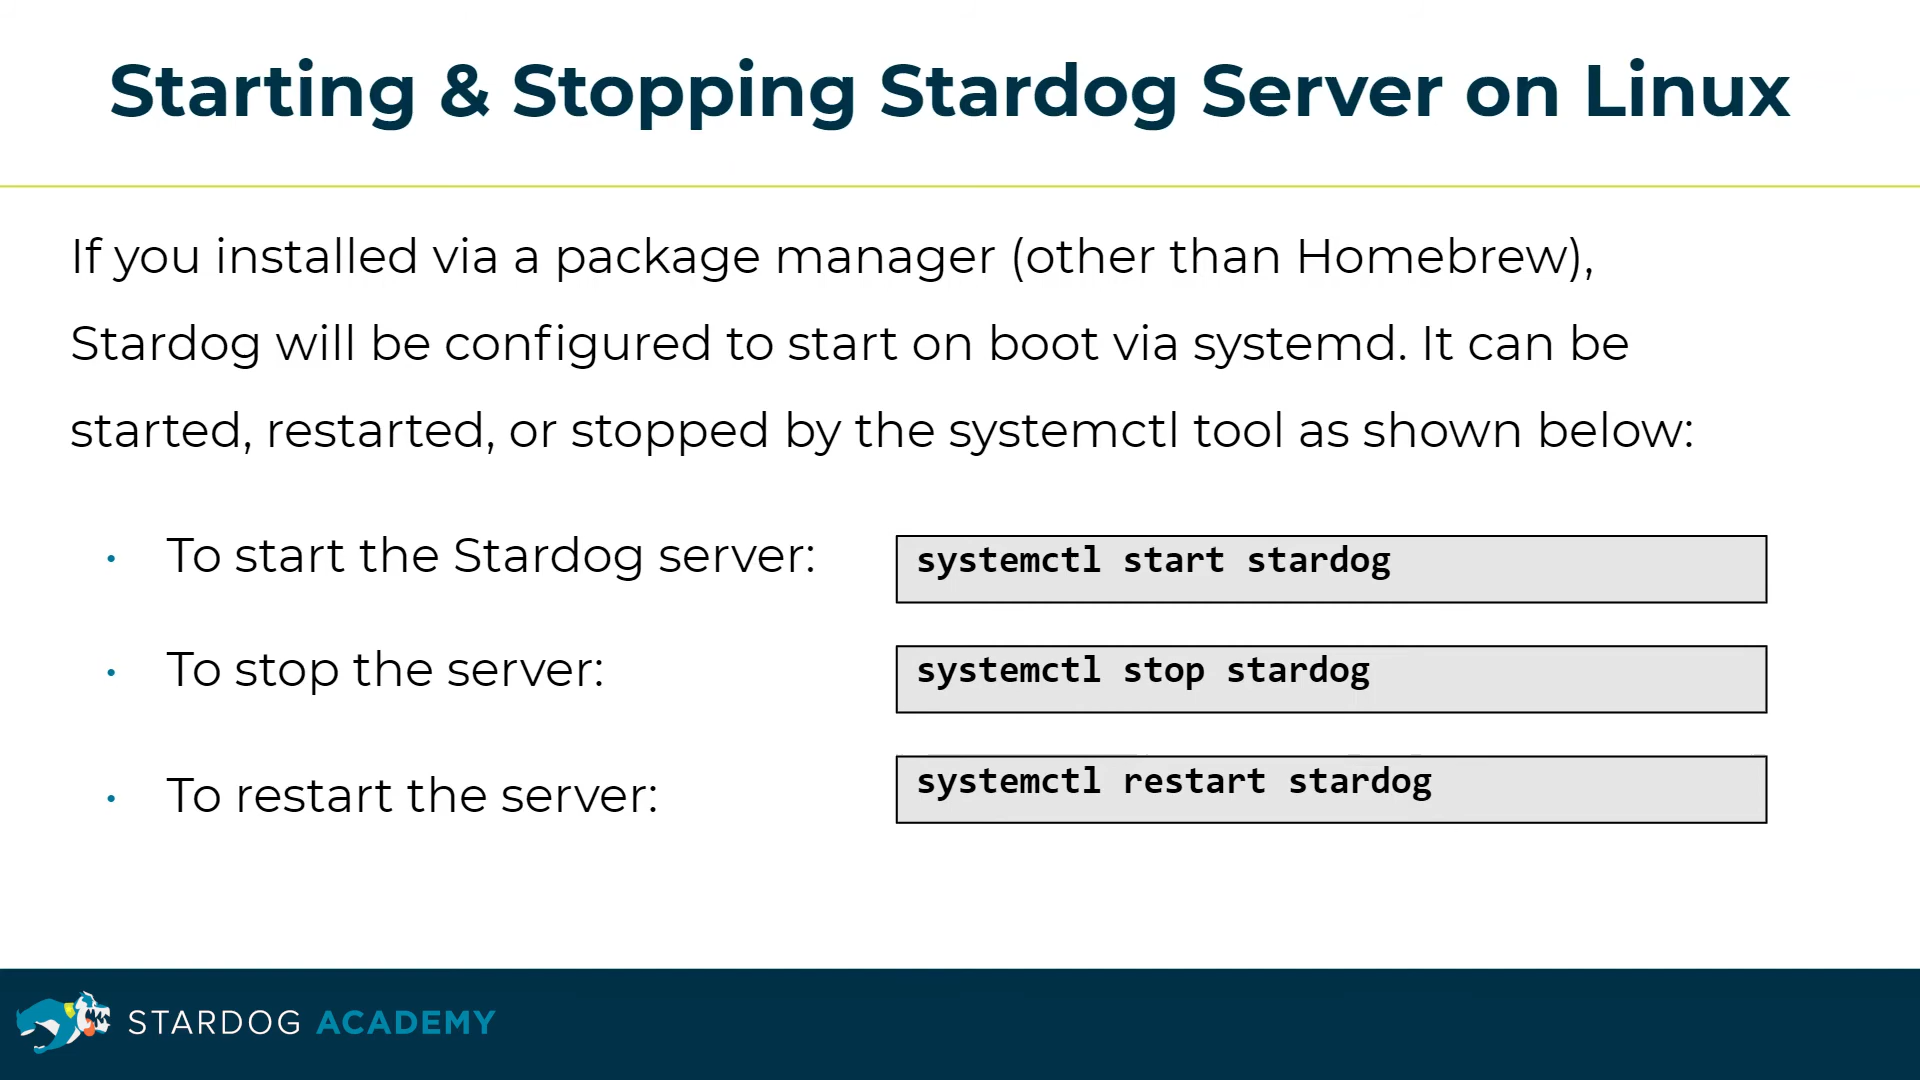 Starting & Stopping Stardog Server on Linux
If you installed via a package manager (other than Homebrew),
Stardog will be configured to start on boot via systemd. It can be
started, restarted, or stopped by the systemctl tool as shown below:
• To start the Stardog server:
systemctl start stardog
• To stop the server:
systemctl stop stardog
• To restart the server:
systemctl restart stardog
STARDOG ACADEMY